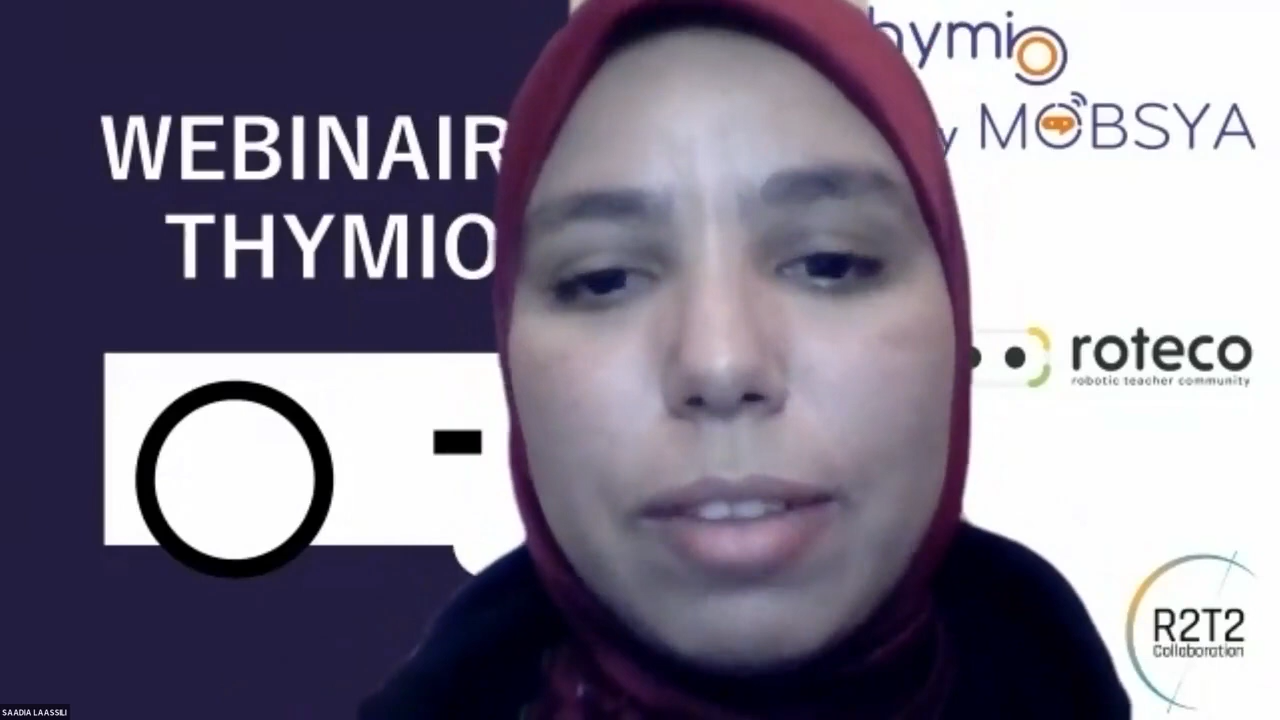 WEBINAIR
THYMIO
hymio
y MOBSYA
roteco
robotic teacher community
R2T2
Collaboration
SAADIA LAASSILI